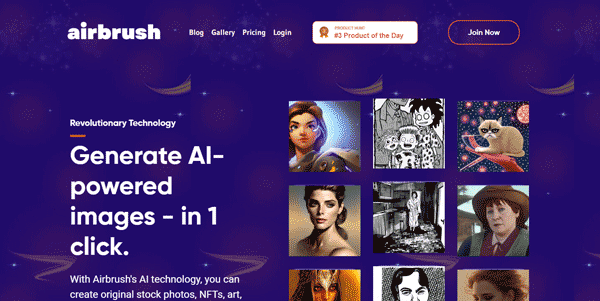 airbrush
Blog Gallery Pricing Login
PRODUCT HUNT
#3 Product of the Day
Join Now
Revolutionary Technology
Generate AI-
powered
images - in 1
click.
With Airbrush's AI technology, you can
create original stock photos, NFTs, art,